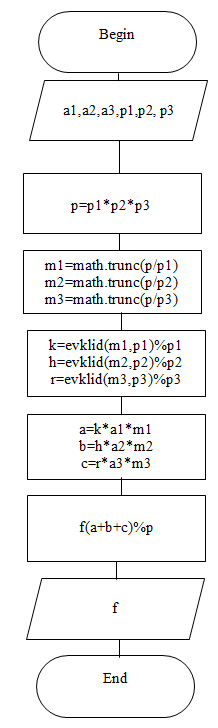 Begin
a1,a2,a3,p1,p2, p3
p=p1*p2*p3
m1=math.trunc(p/p1)
m2=math.trunc(p/p2)
m3=math.trunc(p/p3)
k=evklid(m1,p1)%p1
h=evklid(m2,p2)%p2
r=evklid(m3,p3)%p3
a=k*a1*m1
b=h*a2*m2
c=r*a3*m3
f(a+b+c)%p
f
End